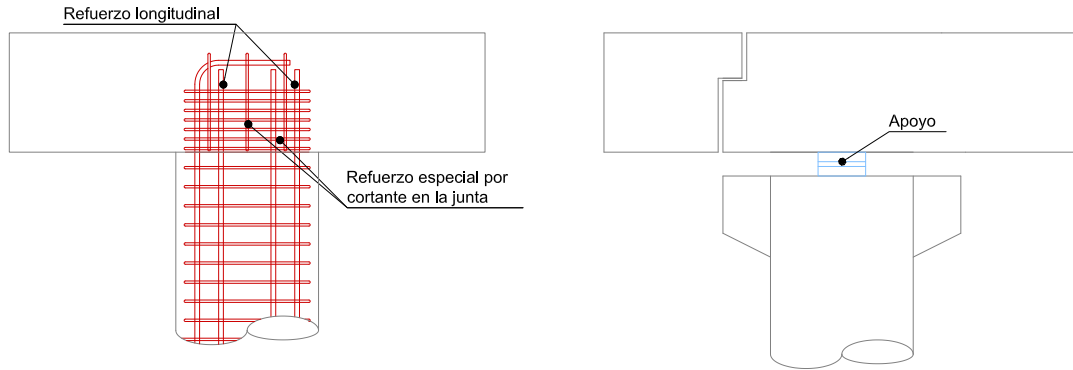 Refuerzo longitudinal
Apoyo
Refuerzo especial por
cortante en la junta